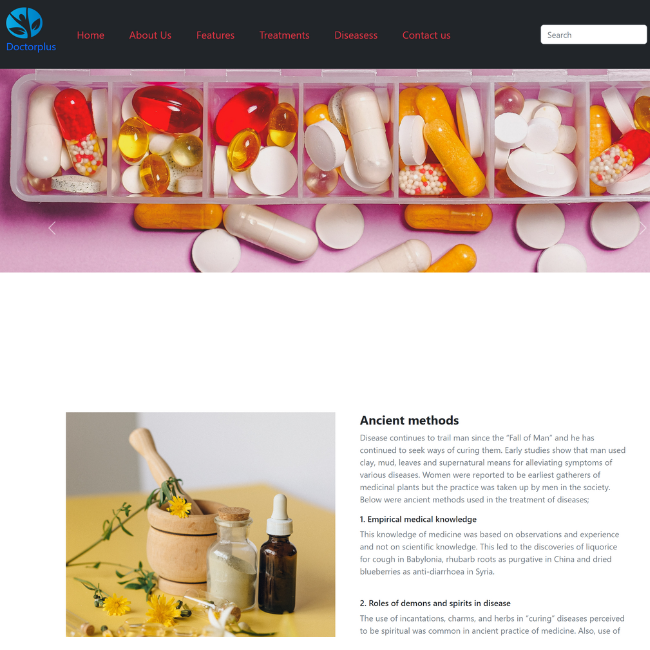 Doctorplus
Home About Us Features Treatments Diseasess Contact us
Search
Ancient methods
Disease continues to trail man since the “Fall of Man” and he has
continued to seek ways of curing them. Early studies show that man used
clay, mud, leaves and supernatural means for alleviating symptoms of
various diseases. Women were reported to be earliest gatherers of
medicinal plants but the practice was taken up by men in the society.
Below were ancient methods used in the treatment of diseases;
1. Empirical medical knowledge
This knowledge of medicine was based on observations and experience
and not on scientific knowledge. This led to the discoveries of liquorice
for cough in Babylonia, rhubarb roots as purgative in China and dried
blueberries as anti-diarrhoea in Syria.
2. Roles of demons and spirits in disease
The use of incantations, charms, and herbs in “curing” diseases perceived
to be spiritual was common in ancient practice of medicine. Also, use of